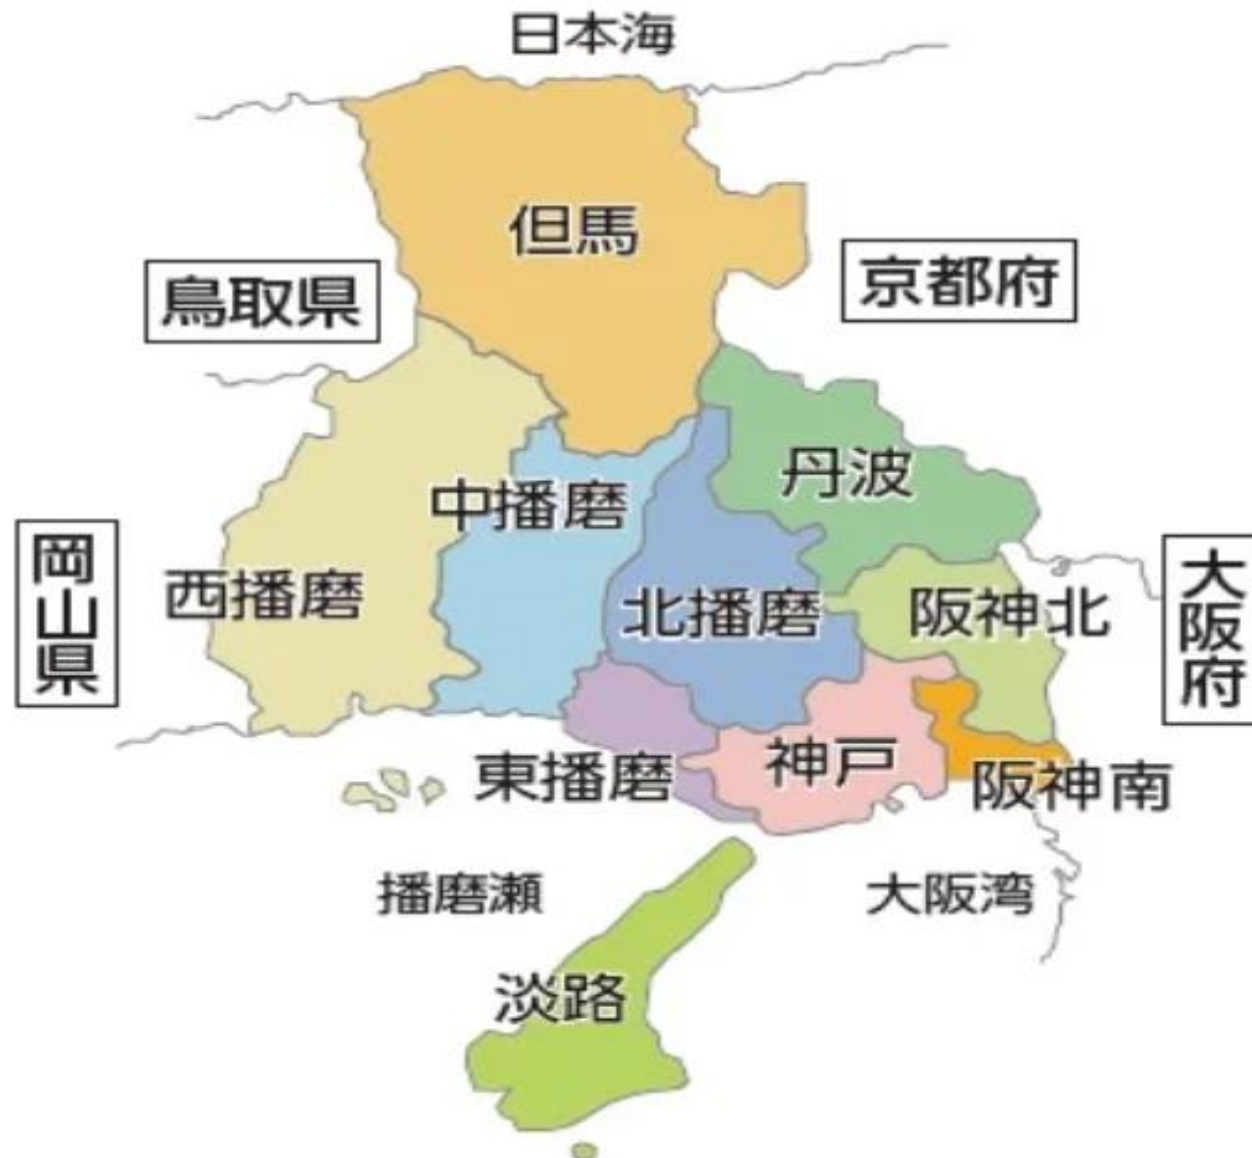 日本海
但馬
鳥取県
京都府
丹波
中播磨
岡山県
西播磨
北播磨
阪神北
大阪府
東播磨
神戸
阪神南
播磨瀬
大阪湾
淡路